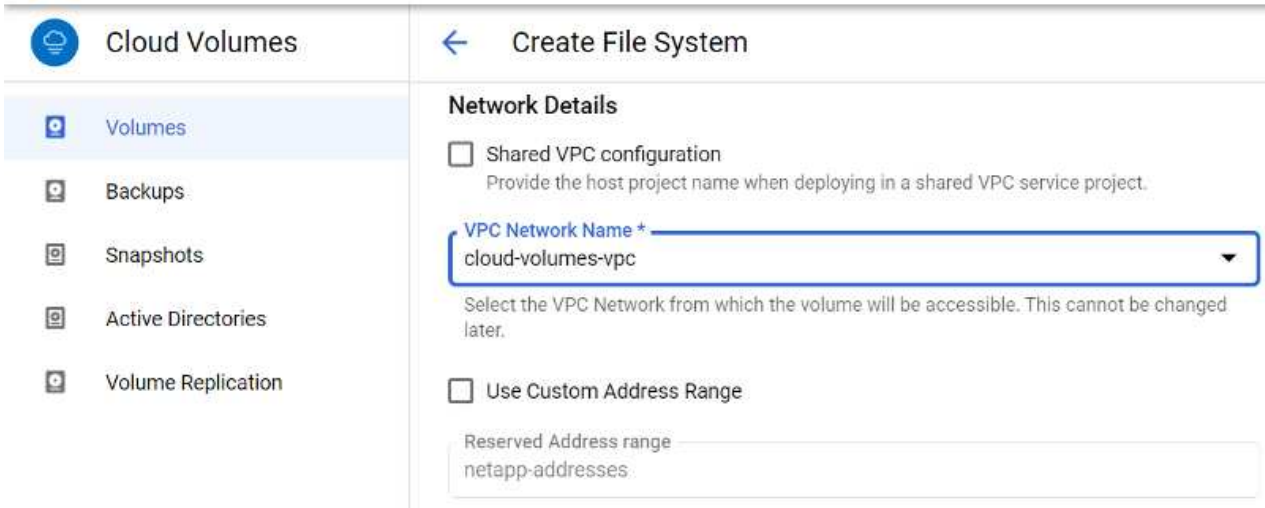 Cloud Volumes
Volumes
Backups
Snapshots
Active Directories
Volume Replication
Create File System
Network Details
Shared VPC configuration
Provide the host project name when deploying in a shared VPC service project.
VPC Network Name *
cloud-volumes-vpc
Select the VPC Network from which the volume will be accessible. This cannot be changed
later.
Use Custom Address Range
Reserved Address range
netapp-addresses